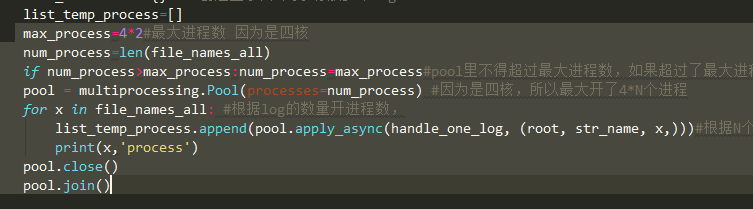 list_temp_process=[]
max_process=4*2#最大进程数 因为是四核
num_process=len(file_names_all)
if num_process>max_process:num_process=max_process#pool里不得超过最大进程数，如果超过了最大进
pool = multiprocessing.Pool(processes=num_process) #因为是四核，所以最大开了4*N个进程
for x in file_names_all: #根据log的数量开进程数，
list_temp_process.append(pool.apply_async(handle_one_log, (root, str_name, x,)))#根据N个
print(x,'process')
pool.close()
pool.join()